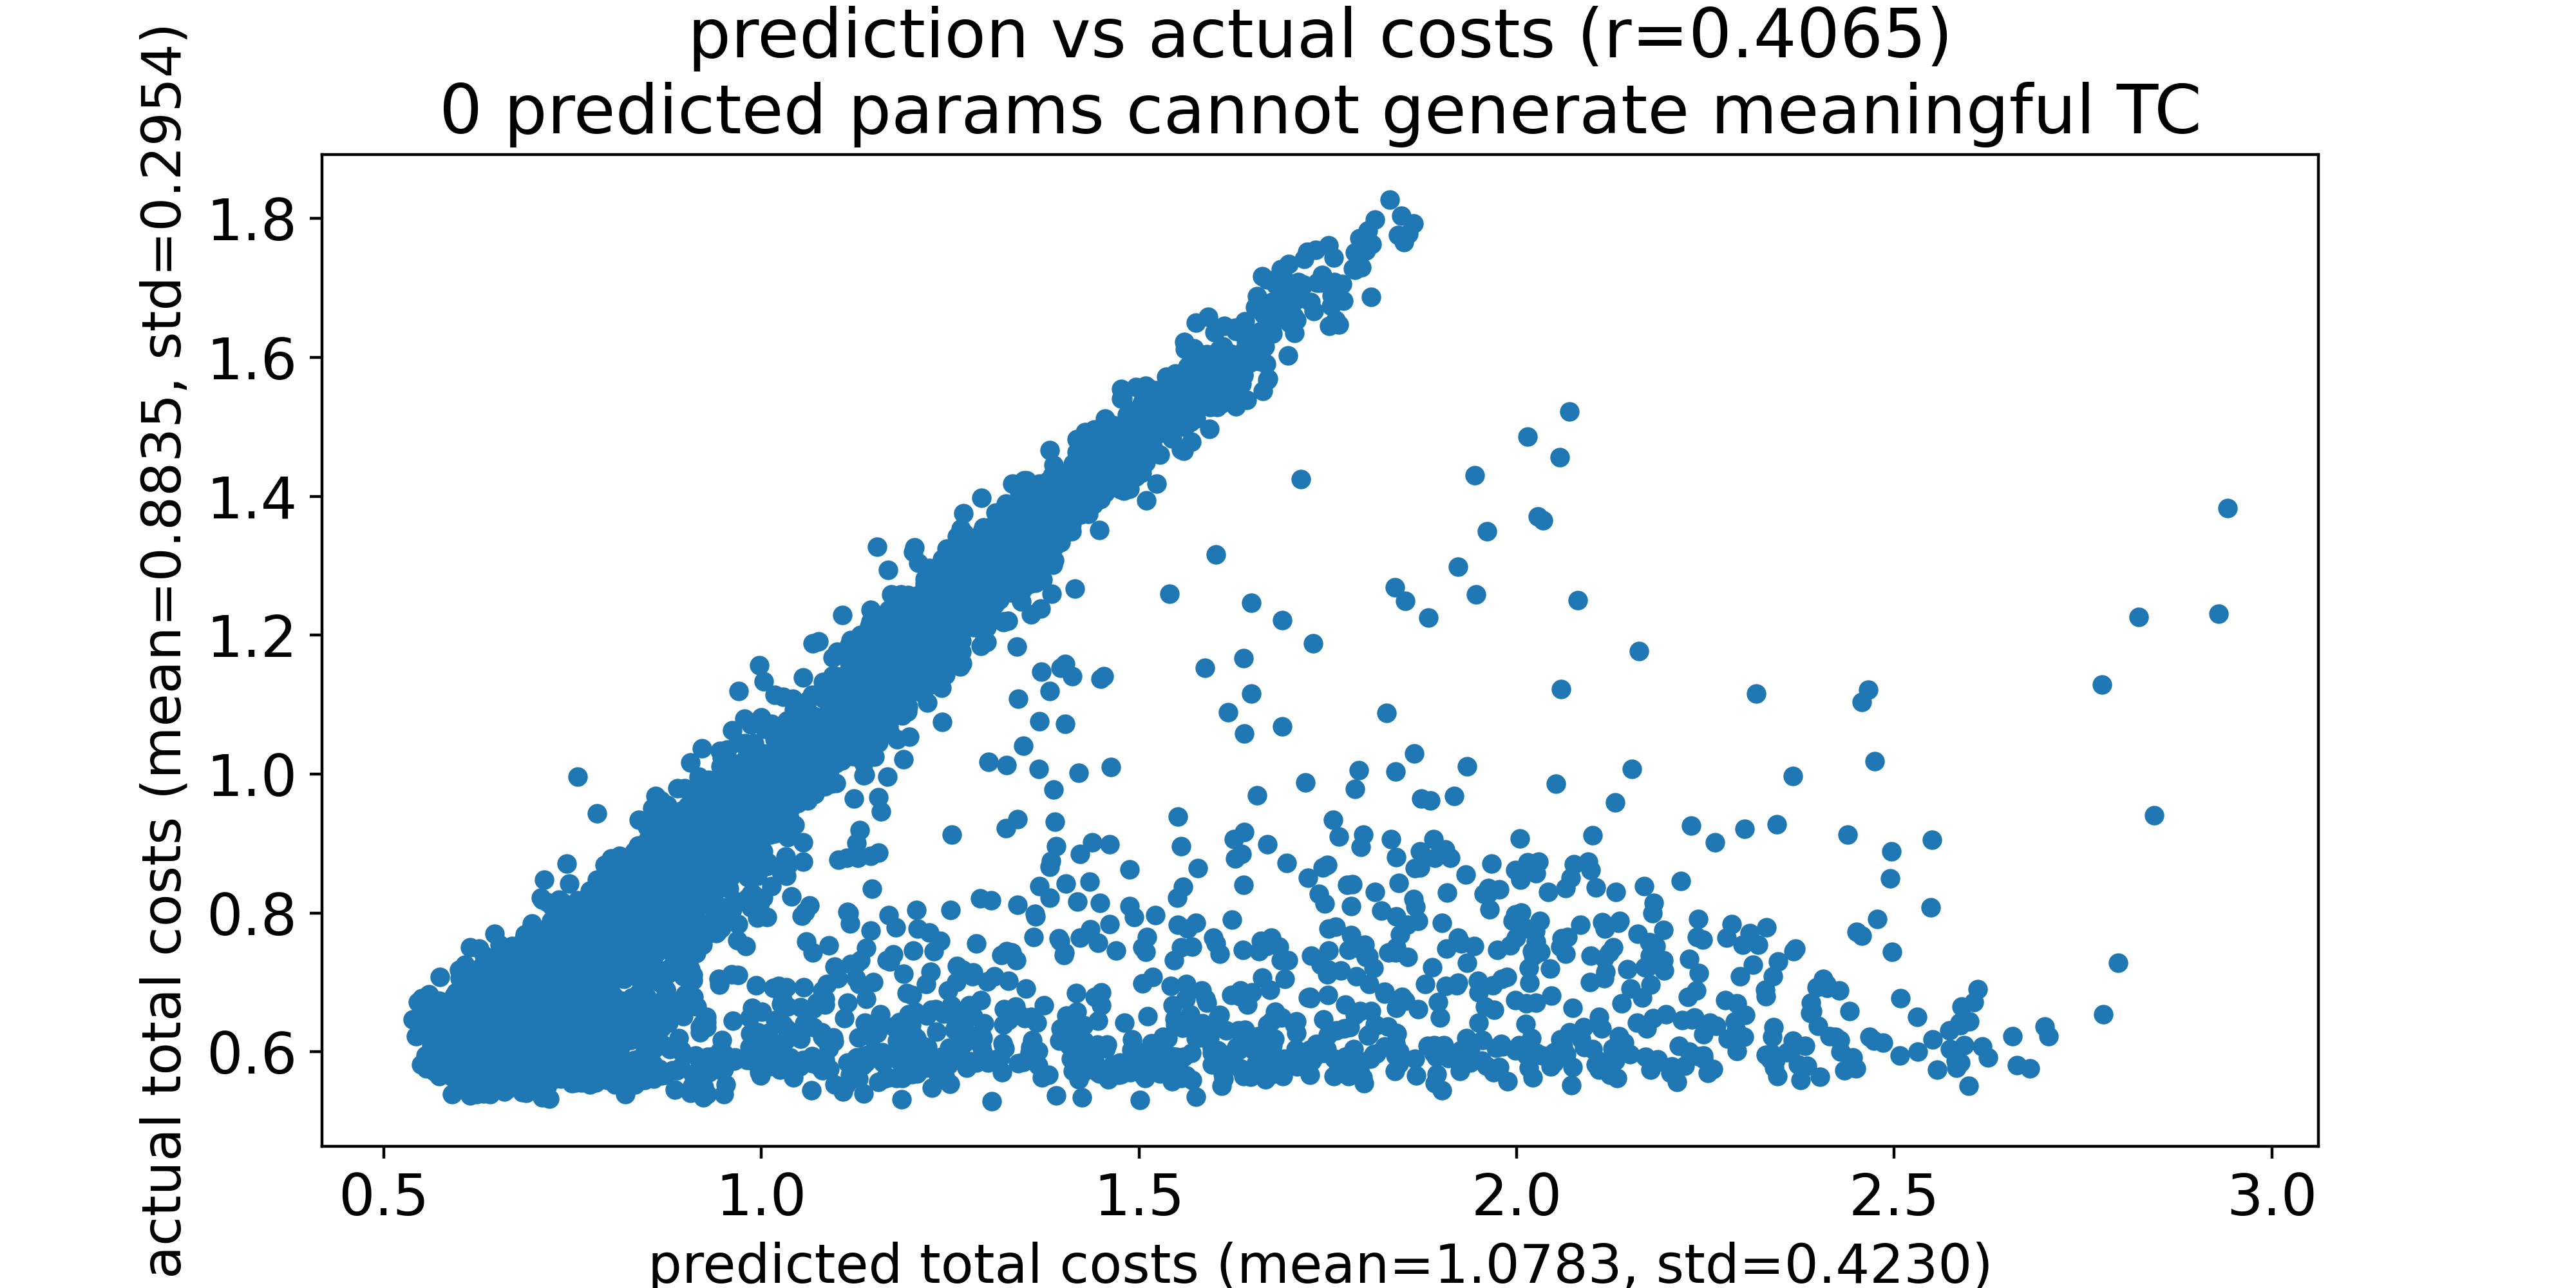 prediction vs actual costs (r=0.4065)
0 predicted params cannot generate meaningful TC
actual total costs (mean=0.8835, std=0.2954)
1.8
1.6
1.4
1.2
1.0
0.8
0.6
0.5 1.0 1.5 2.0 2.5 3.0
predicted total costs (mean=1.0783, std=0.4230)